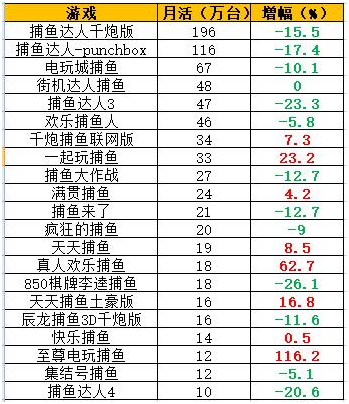 游戏 月活（万台） 增幅（%）
捕鱼达人千炮版 196 -15.5
捕鱼达人-punchbox 116 -17.4
电玩城捕鱼 67 -10.1
街机达人捕鱼 48 0
捕鱼达人3 47 -23.3
欢乐捕鱼人 46 -5.8
千炮捕鱼联网版 34 7.3
一起玩捕鱼 33 23.2
捕鱼大作战 27 -12.7
满贯捕鱼 24 4.2
捕鱼来了 21 -12.7
疯狂的捕鱼 20 -9
天天捕鱼 19 8.5
真人欢乐捕鱼 18 62.7
850棋牌李逵捕鱼 18 -26.1
天天捕鱼土豪版 16 16.8
辰龙捕鱼3D千炮版 16 -11.6
快乐捕鱼 14 0.5
至尊电玩捕鱼 12 116.2
集结号捕鱼 12 -5.1
捕鱼达人4 10 -20.6